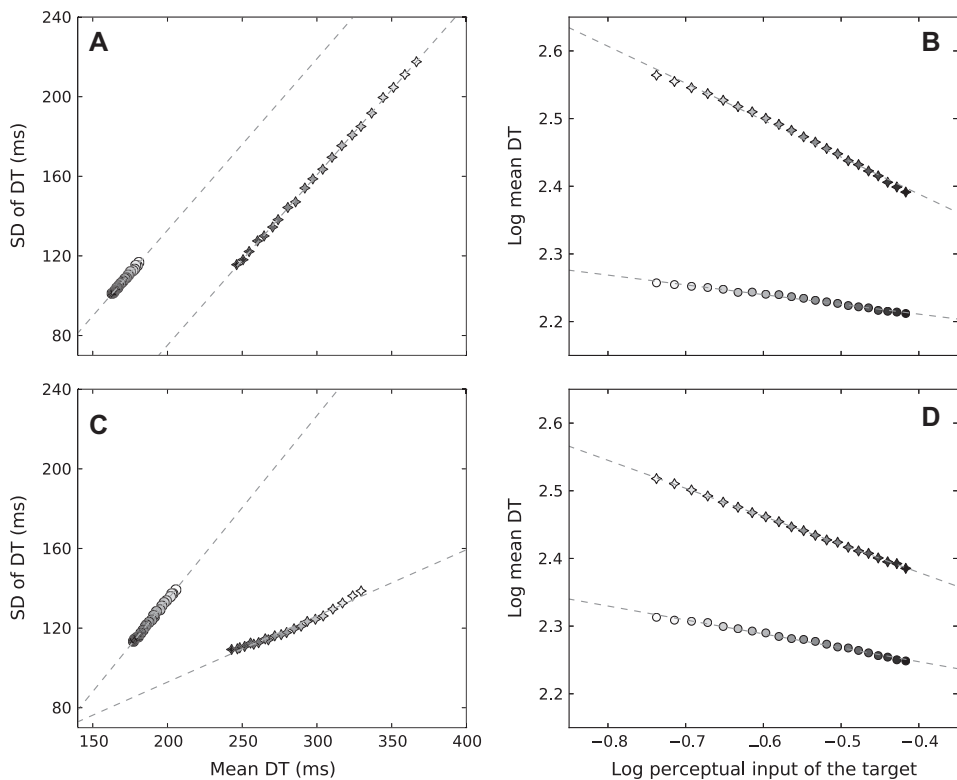 A
SD of DT (ms)
240
200
160
120
80
B
Log mean DT
2.6
2.5
2.4
2.3
2.2
C
SD of DT (ms)
240
200
160
120
80
150 200 250 300 350 400
Mean DT (ms)
D
Log mean DT
2.6
2.5
2.4
2.3
2.2
−0.8 −0.7 −0.6 −0.5 −0.4
Log perceptual input of the target